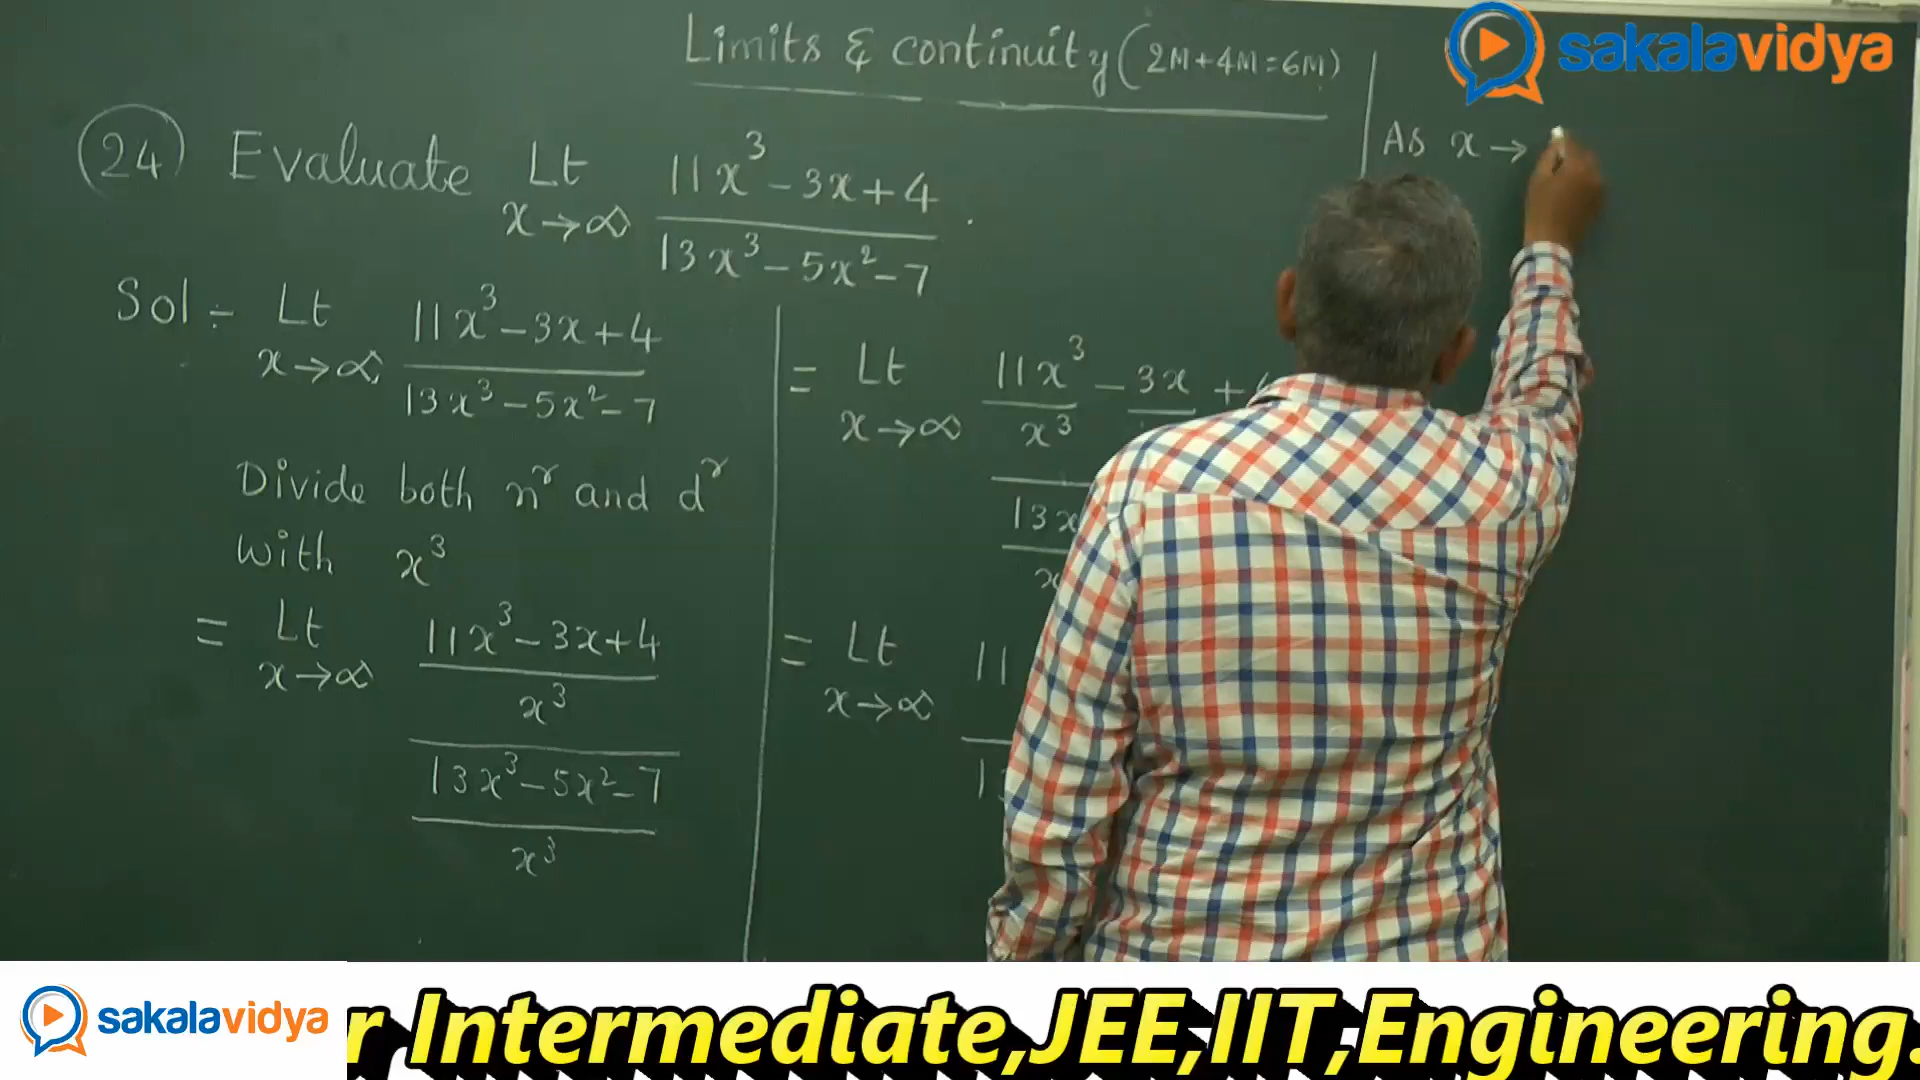 Limits & continuity (2M+4M=6M)
sakalavidya
24 Evaluate Lt x→∞ 11x³-3x+4 / 13x³-5x²-7 .
Sol÷ Lt x→∞ 11x³-3x+4 / 13x³-5x²-7
Divide both nʳ and dʳ
with x³
= Lt x→∞ 11x³-3x+4 / x³
13x³-5x²-7 / x³
= Lt x→∞ 11x³ / x³ - 3x +
13x
= Lt x→∞ 11
As x→
sakalavidya
r Intermediate,JEE,IIT,Engineering.